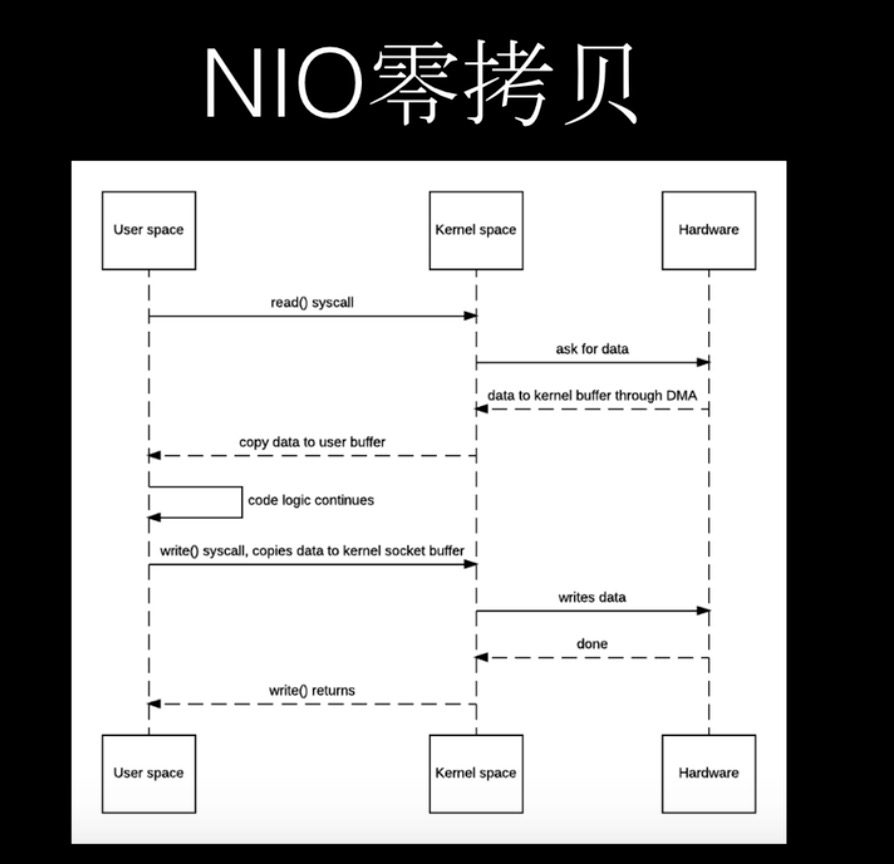 NIO零拷贝
User space
Kernel space
Hardware
read() syscall
ask for data
data to kernel buffer through DMA
copy data to user buffer
code logic continues
write() syscall, copies data to kernel socket buffer
writes data
done
write() returns
User space
Kernel space
Hardware